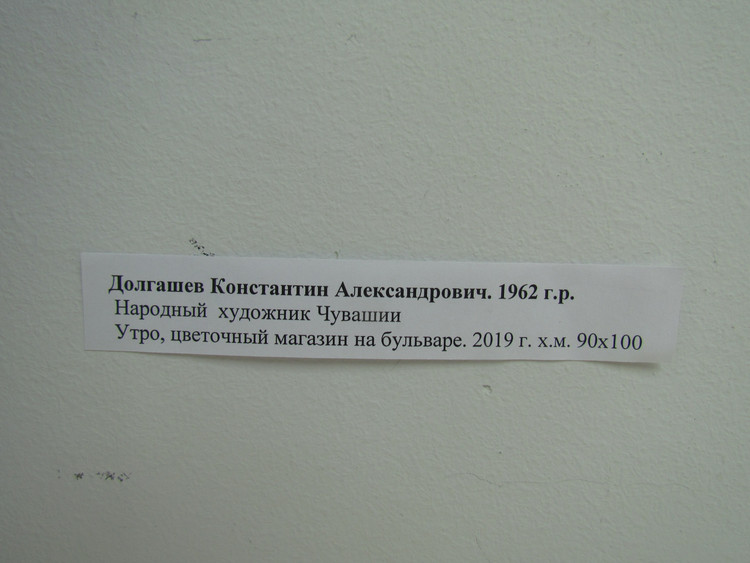 Долгашев Константин Александрович. 1962 г.р.
Народный художник Чувашии
Утро, цветочный магазин на бульваре. 2019 г. х.м. 90х100